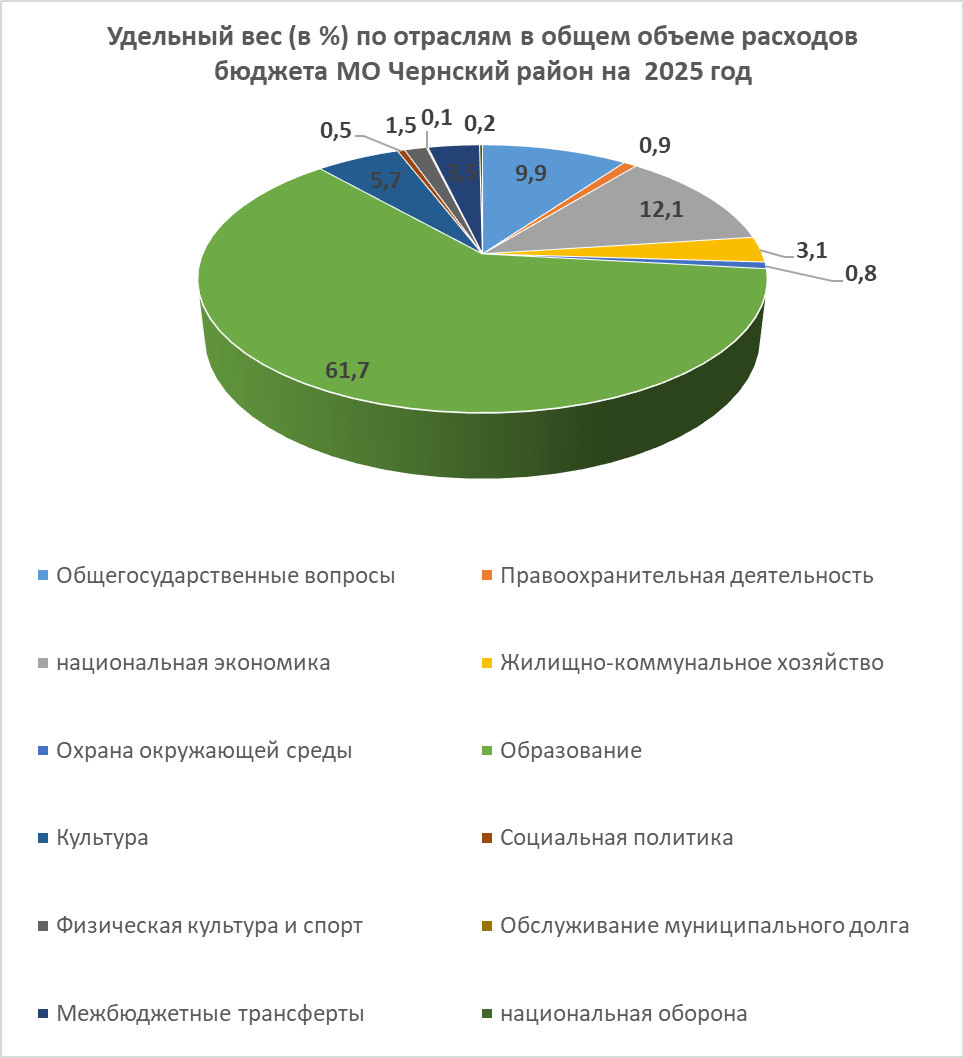 Удельный вес (в %) по отраслям в общем объеме расходов
бюджета МО Чернский район на  2025 год
0,5
1,5
0,1
0,2
0,9
5,7
3,5
9,9
12,1
3,1
0,8
61,7
Общегосударственные вопросы
Правоохранительная деятельность
национальная экономика
Жилищно-коммунальное хозяйство
Охрана окружающей среды
Образование
Культура
Социальная политика
Физическая культура и спорт
Обслуживание муниципального долга
Межбюджетные трансферты
национальная оборона